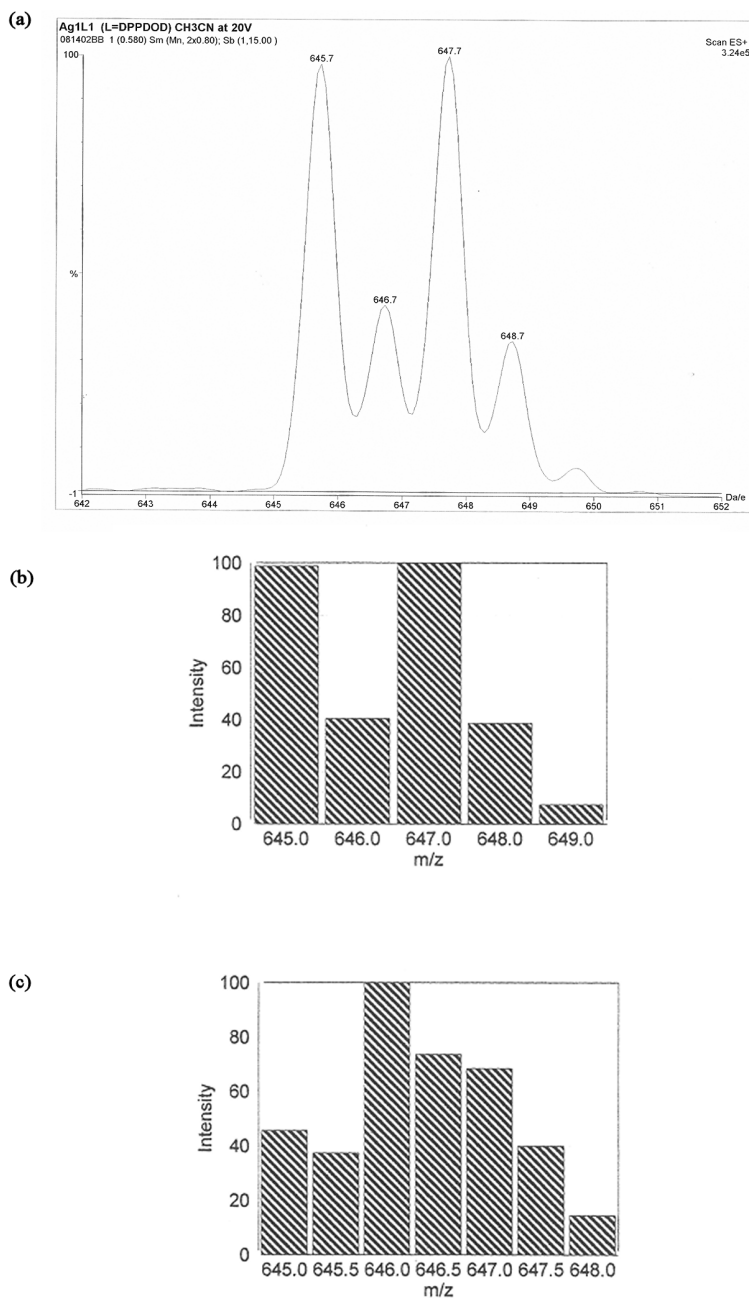 (a)
Ag1L1 (L=DPPDOD) CH3CN at 20V
081402BB 1 (0.580) Sm (Mn, 2x0.80); Sb (1,15.00 )
Scan ES+
3.24e5
100
%
-1
645.7
646.7
647.7
648.7
642 643 644 645 646 647 648 649 650 651 652
Da/e
(b)
Intensity
100
80
60
40
20
0
645.0 646.0 647.0 648.0 649.0
m/z
(c)
Intensity
100
80
60
40
20
0
645.0 645.5 646.0 646.5 647.0 647.5 648.0
m/z